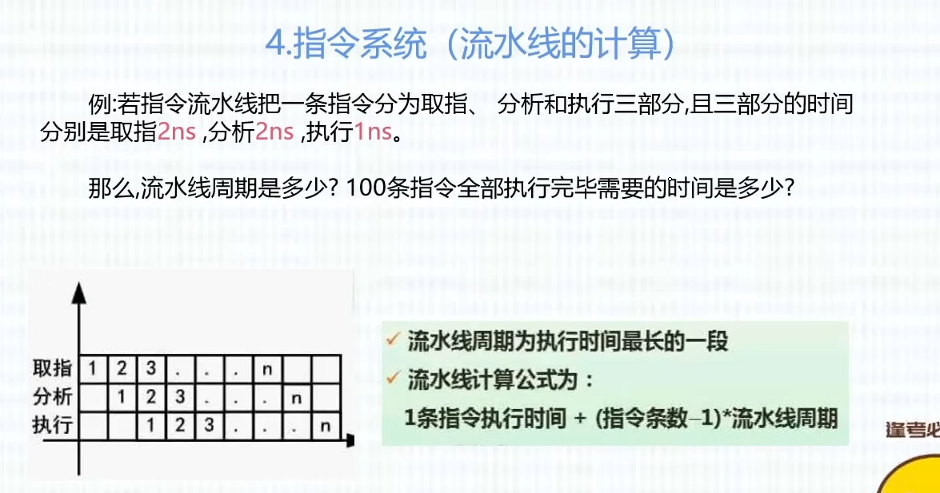 4.指令系统（流水线的计算）
例:若指令流水线把一条指令分为取指、 分析和执行三部分,且三部分的时间
分别是取指2ns ,分析2ns ,执行1ns。
那么,流水线周期是多少? 100条指令全部执行完毕需要的时间是多少?
取指 1 2 3 . . . n
分析 1 2 3 . . . n
执行 1 2 3 . . . n
✓ 流水线周期为执行时间最长的一段
✓ 流水线计算公式为：
1条指令执行时间 + (指令条数–1)*流水线周期
逢考必